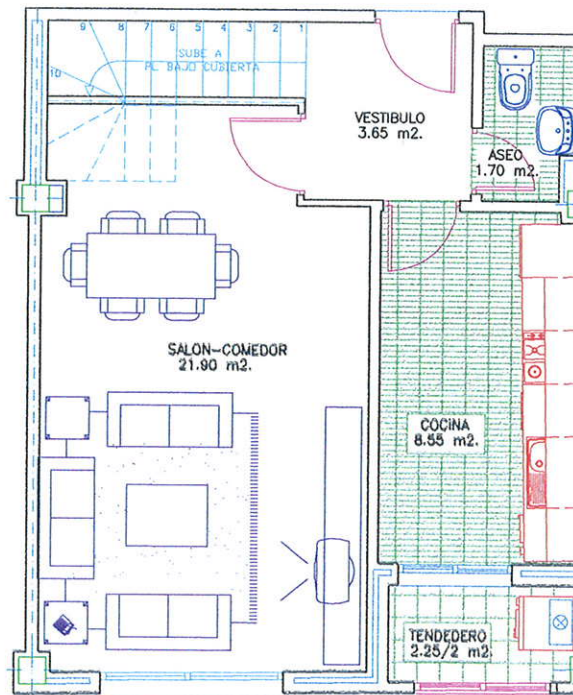 9 8 7 6 5 4 3 2 1
SUBE A
PL BAJO CUBIERTA
10
VESTIBULO
3.65 m2.
ASEO
1.70 m2.
SALON-COMEDOR
21.90 m2.
COCINA
8.55 m2.
TENDEDERO
2.25/2 m2.